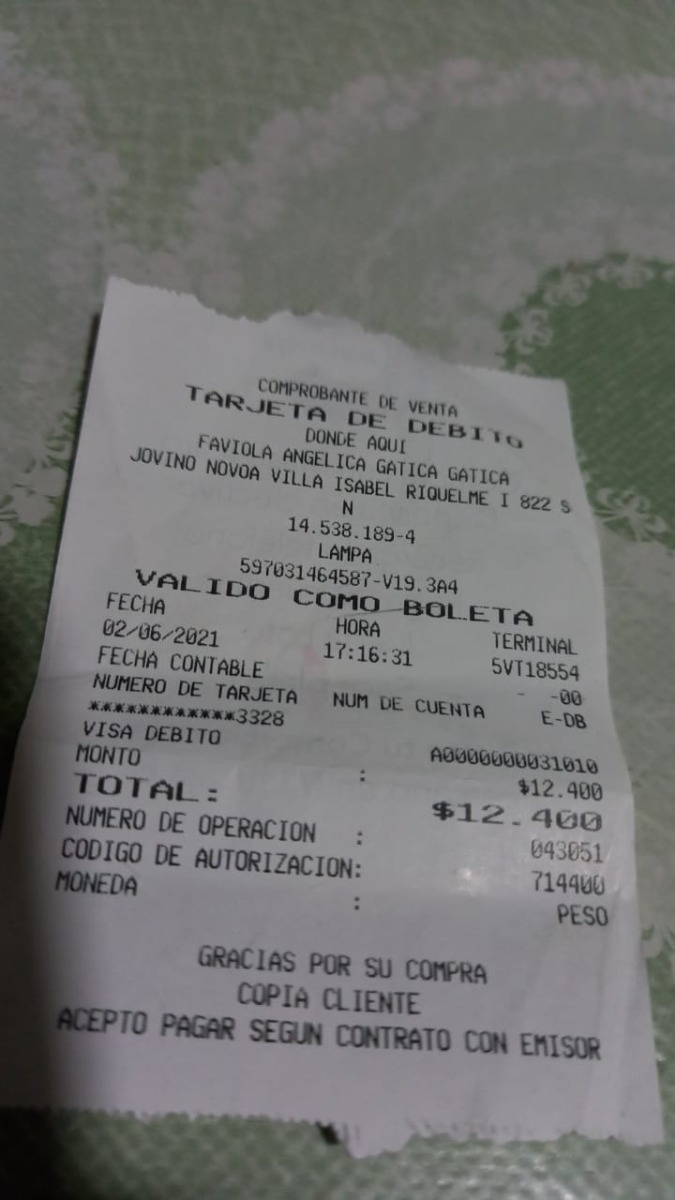 COMPROBANTE DE VENTA
TARJETA DE DEBITO
DONDE AQUI
FAVIOLA ANGELICA GATICA GATICA
JOVINO NOVOA VILLA ISABEL RIQUELME I 822 S
N
14.538.189-4
LAMPA
597031464587-V19.3A4
VALIDO COMO BOLETA
FECHA HORA TERMINAL
02/06/2021 17:16:31 5VT18554
FECHA CONTABLE - -00
NUMERO DE TARJETA NUM DE CUENTA E-DB
************3328
VISA DEBITO A0000000031010
MONTO : $12.400
TOTAL: $12.400
NUMERO DE OPERACION : 043051
CODIGO DE AUTORIZACION: 714400
MONEDA : PESO
GRACIAS POR SU COMPRA
COPIA CLIENTE
ACEPTO PAGAR SEGUN CONTRATO CON EMISOR